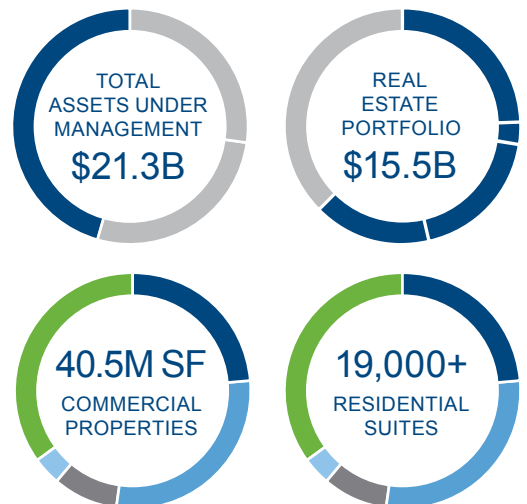 TOTAL
ASSETS UNDER
MANAGEMENT
$21.3B
REAL
ESTATE
PORTFOLIO
$15.5B
40.5M SF
COMMERCIAL
PROPERTIES
19,000+
RESIDENTIAL
SUITES